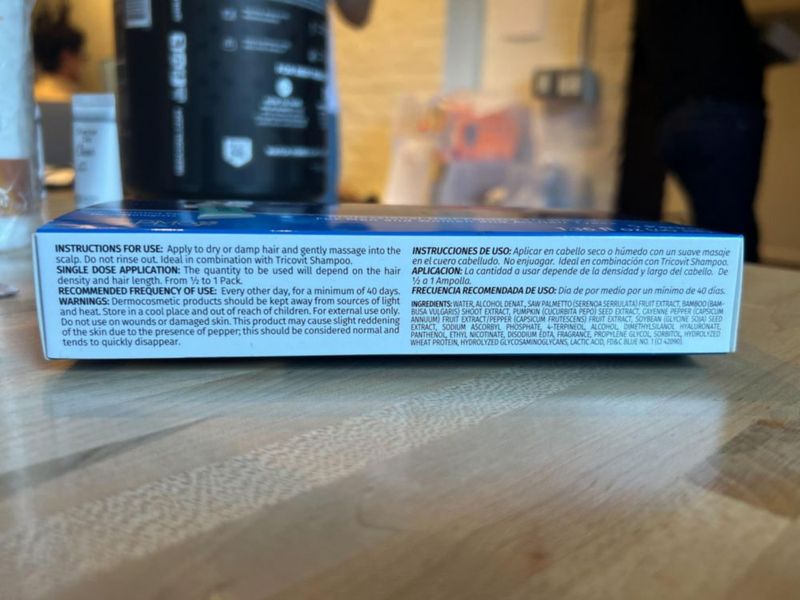 INSTRUCTIONS FOR USE: Apply to dry or damp hair and gently massage into the
scalp. Do not rinse out. Ideal in combination with Tricovit Shampoo.
SINGLE DOSE APPLICATION: The quantity to be used will depend on the hair
density and hair length. From ½ to 1 Pack.
RECOMMENDED FREQUENCY OF USE: Every other day, for a minimum of 40 days.
WARNINGS: Dermocosmetic products should be kept away from sources of light
and heat. Store in a cool place and out of reach of children. For external use only.
Do not use on wounds or damaged skin. This product may cause slight reddening
of the skin due to the presence of pepper; this should be considered normal and
tends to quickly disappear.
INSTRUCCIONES DE USO: Aplicar en cabello seco o húmedo con un suave masaje
en el cuero cabelludo. No enjuagar. Ideal en combinación con Tricovit Shampoo.
APLICACION: La cantidad a usar depende de la densidad y largo del cabello. De
½ a 1 Ampolla.
FRECUENCIA RECOMENDADA DE USO: Dia de por medio por un mínimo de 40 días.
INGREDIENTS: WATER, ALCOHOL DENAT., SAW PALMETTO (SERENOA SERRULATA) FRUIT EXTRACT, BAMBOO (BAM-
BUSA VULGARIS) SHOOT EXTRACT, PUMPKIN (CUCURBITA PEPO) SEED EXTRACT, CAYENNE PEPPER (CAPSICUM
ANNUUM) FRUIT EXTRACT/PEPPER (CAPSICUM FRUTESCENS) FRUIT EXTRACT, SOYBEAN (GLYCINE SOJA) SEED
EXTRACT, SODIUM ASCORBYL PHOSPHATE, 4-TERPINEOL, ALCOHOL, DIMETHYLSILANOL HYALURONATE,
PANTHENOL, ETHYL NICOTINATE, DISODIUM EDTA, FRAGRANCE, PROPYLENE GLYCOL, SORBITOL, HYDROLYZED
WHEAT PROTEIN, HYDROLYZED GLYCOSAMINOGLYCANS, LACTIC ACID, FD&C BLUE NO. 1 (CI 42090).